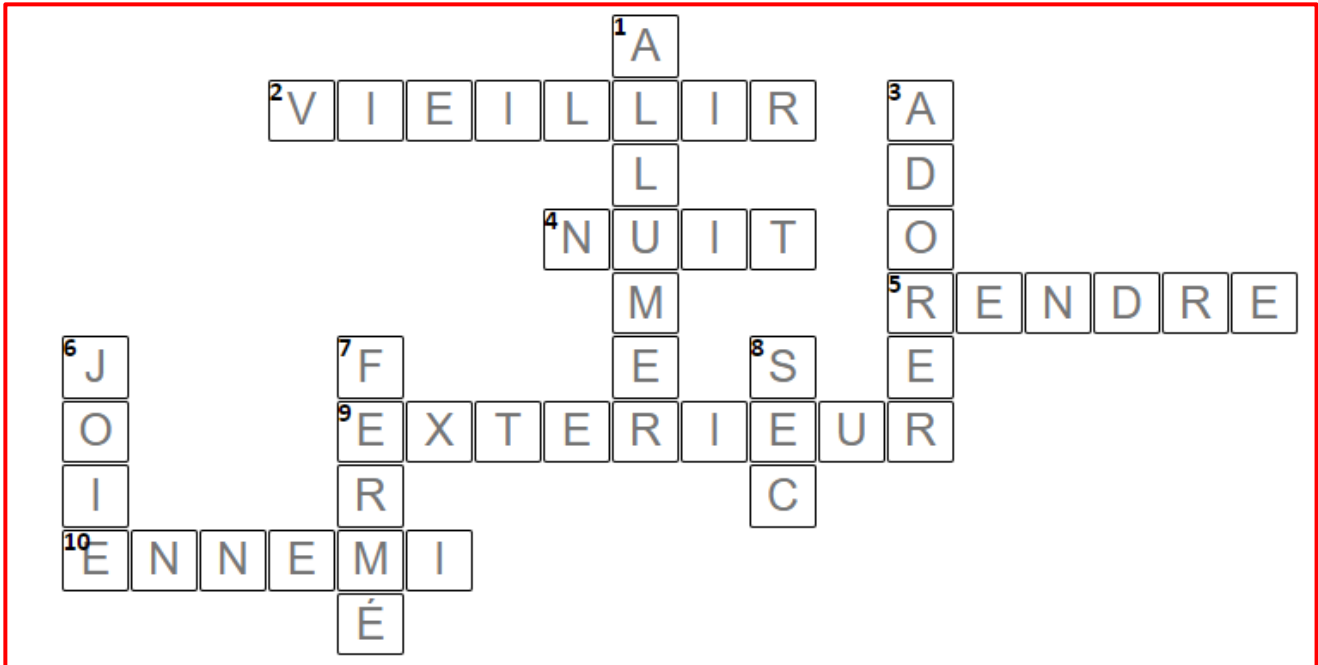 1 A
2 V I E I L L I R 3 A
L D
4 N U I T O
M 5 R E N D R E
6 J 7 F E 8 S E
O 9 E X T E R I E U R
I R C
10 E N N E M I
É